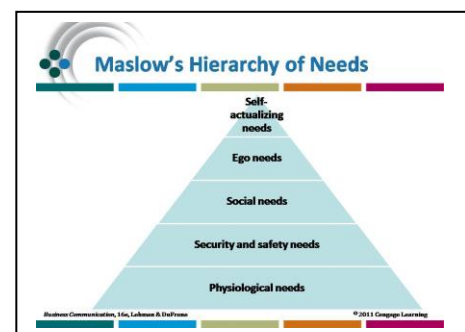 Maslow's Hierarchy of Needs
Self-
actualizing
needs
Ego needs
Social needs
Security and safety needs
Physiological needs
Business Communication, 16e, Lehman & DuFrene
©2011 Cengage Learning